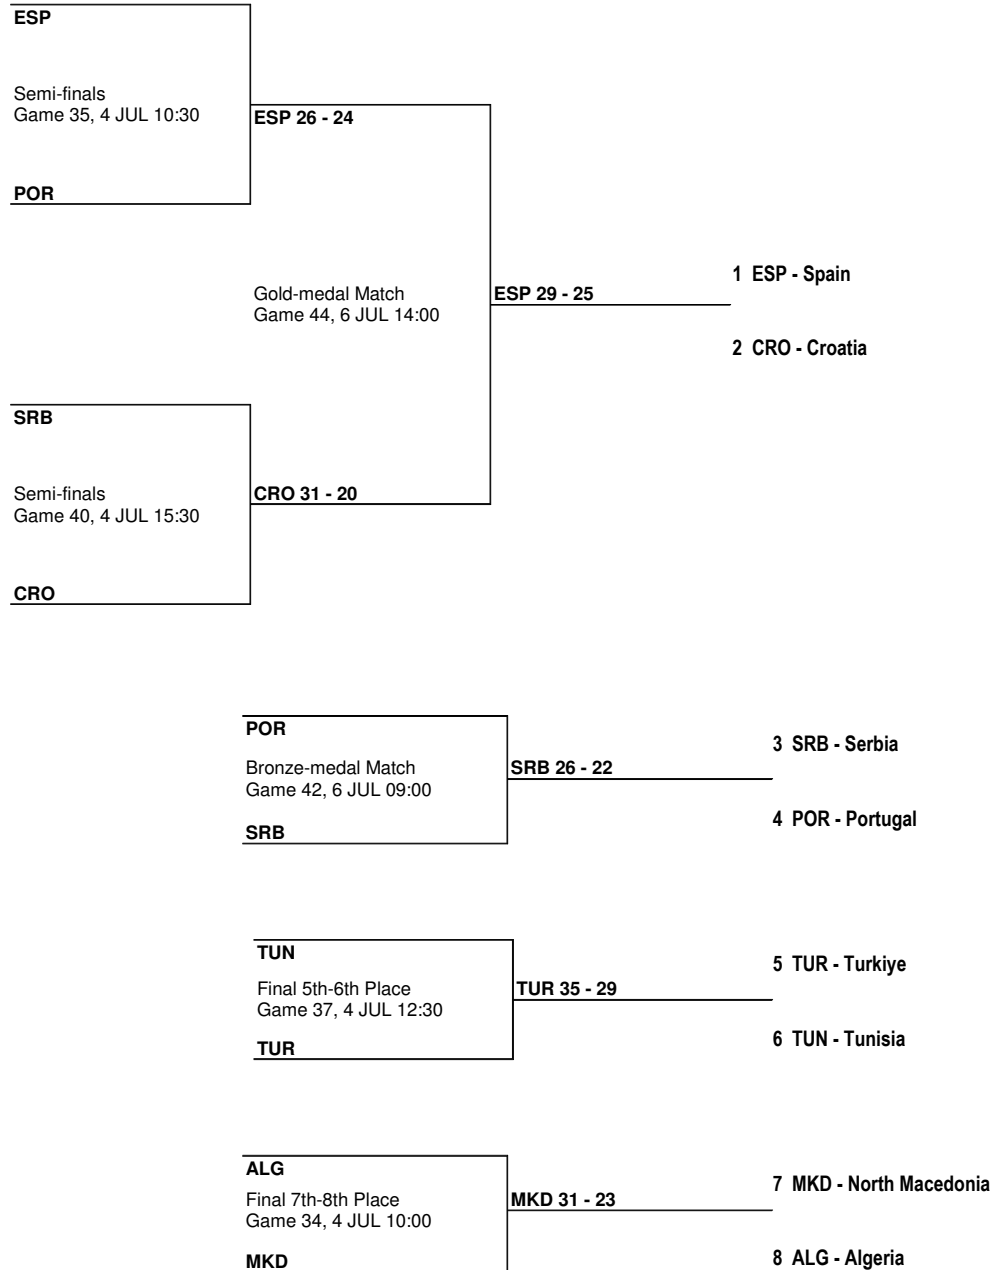 ESP
Semi-finals
Game 35, 4 JUL 10:30
ESP 26 - 24
POR
Gold-medal Match
Game 44, 6 JUL 14:00
ESP 29 - 25
1 ESP - Spain
2 CRO - Croatia
SRB
Semi-finals
Game 40, 4 JUL 15:30
CRO 31 - 20
CRO
POR
Bronze-medal Match
Game 42, 6 JUL 09:00
SRB 26 - 22
SRB
3 SRB - Serbia
4 POR - Portugal
TUN
Final 5th-6th Place
Game 37, 4 JUL 12:30
TUR 35 - 29
TUR
5 TUR - Turkiye
6 TUN - Tunisia
ALG
Final 7th-8th Place
Game 34, 4 JUL 10:00
MKD 31 - 23
MKD
7 MKD - North Macedonia
8 ALG - Algeria